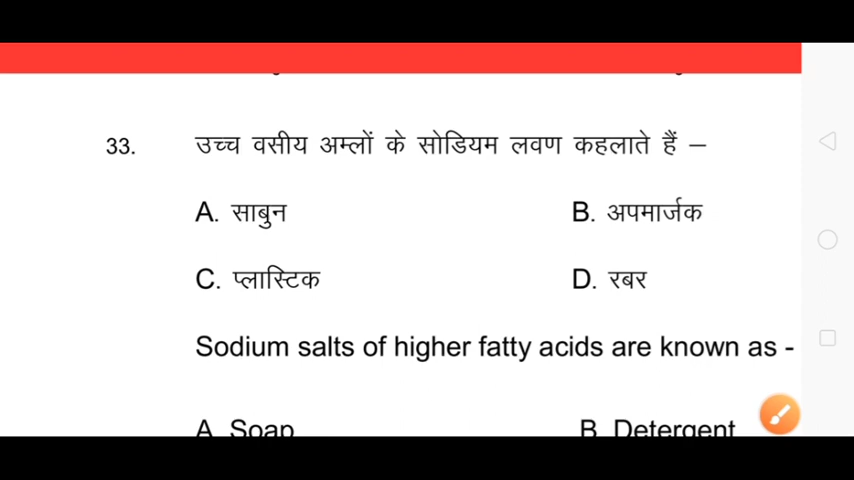 33. उच्च वसीय अम्लों के सोडियम लवण कहलाते हैं –
A. साबुन B. अपमार्जक
C. प्लास्टिक D. रबर
Sodium salts of higher fatty acids are known as -
A. Soap B. Detergent